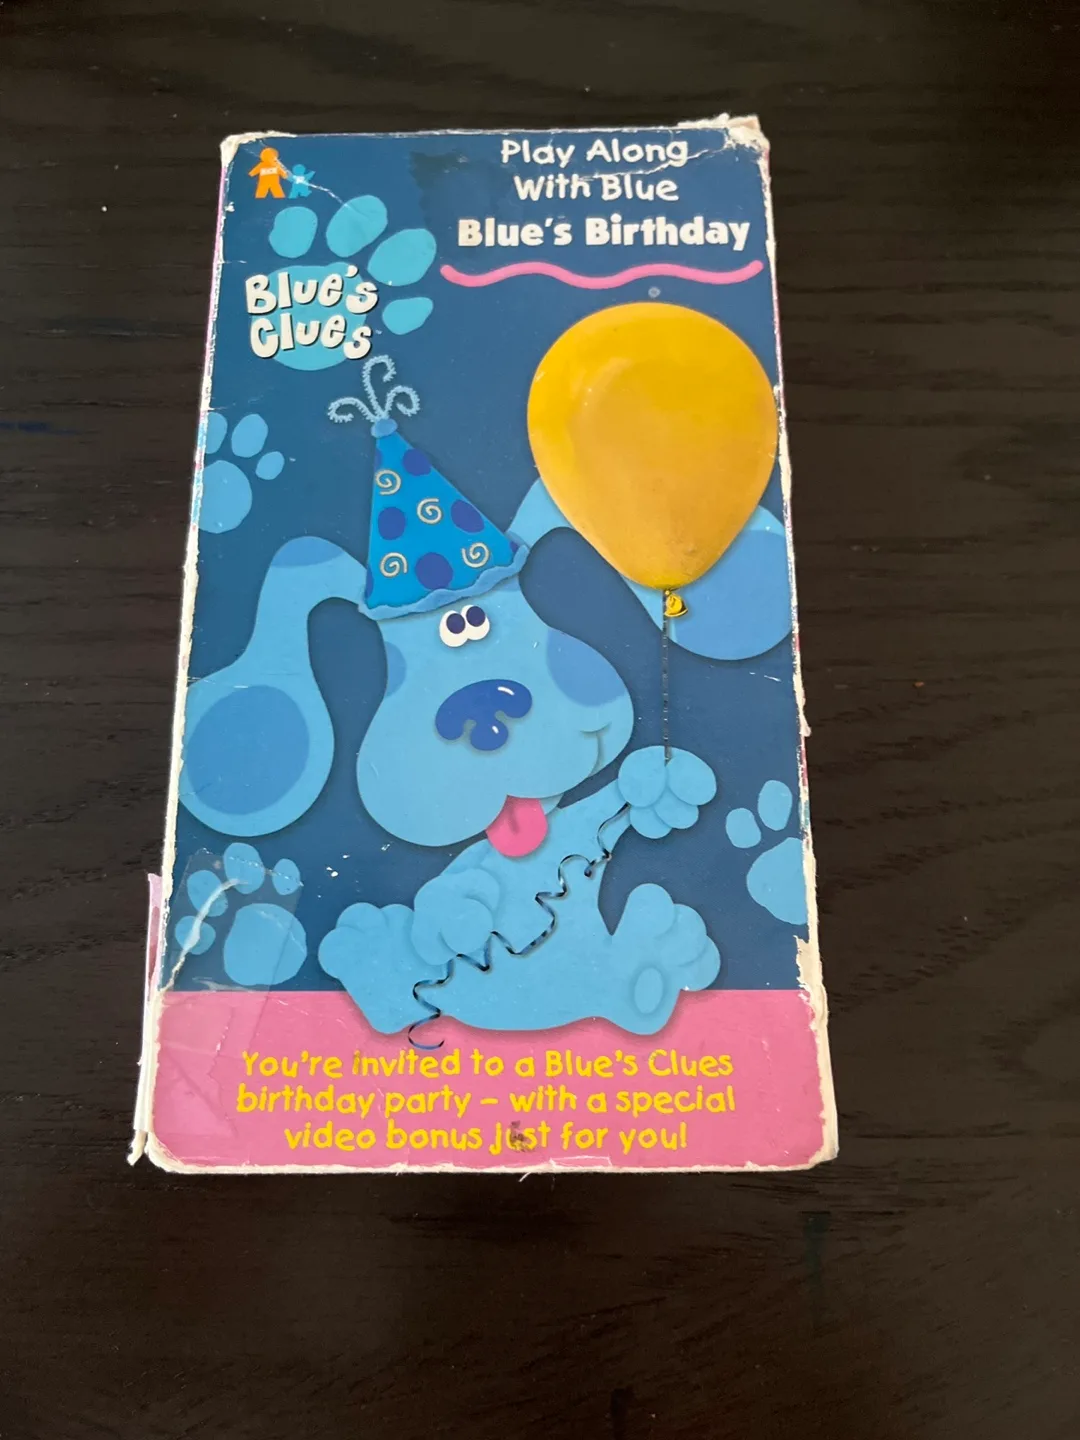 Play Along
With Blue
Blue's Birthday
Blue's
Clues
You're invited to a Blue's Clues
birthday party – with a special
video bonus just for you!